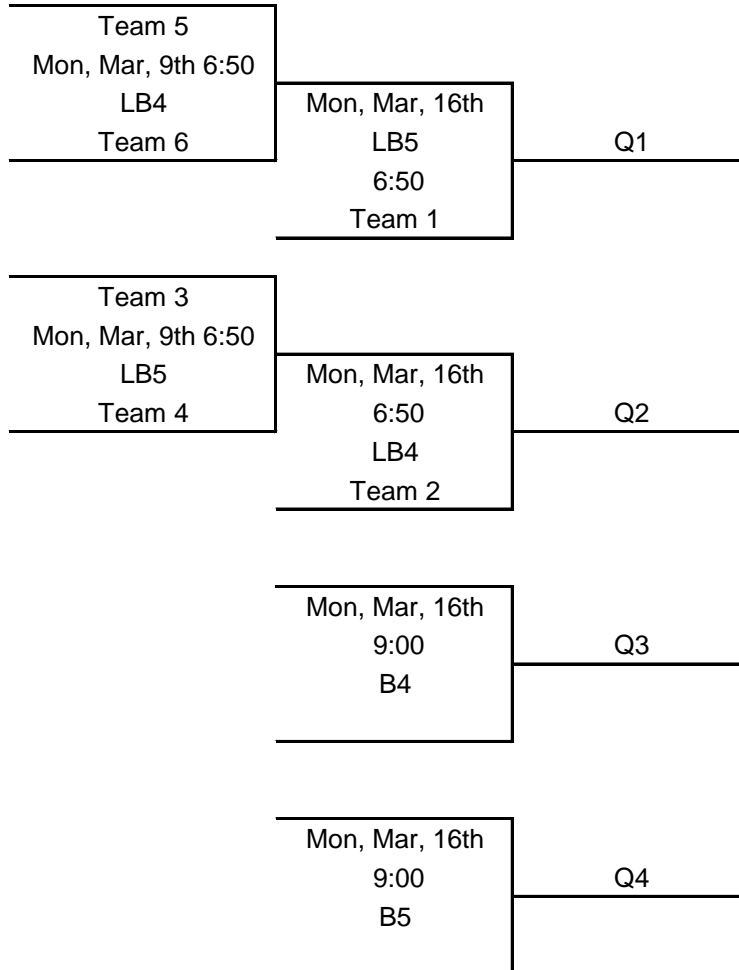 Team 5
Mon, Mar, 9th 6:50
LB4
Team 6
Mon, Mar, 16th
LB5
6:50
Team 1
Q1
Team 3
Mon, Mar, 9th 6:50
LB5
Team 4
Mon, Mar, 16th
6:50
LB4
Team 2
Q2
Mon, Mar, 16th
9:00
B4
Q3
Mon, Mar, 16th
9:00
B5
Q4